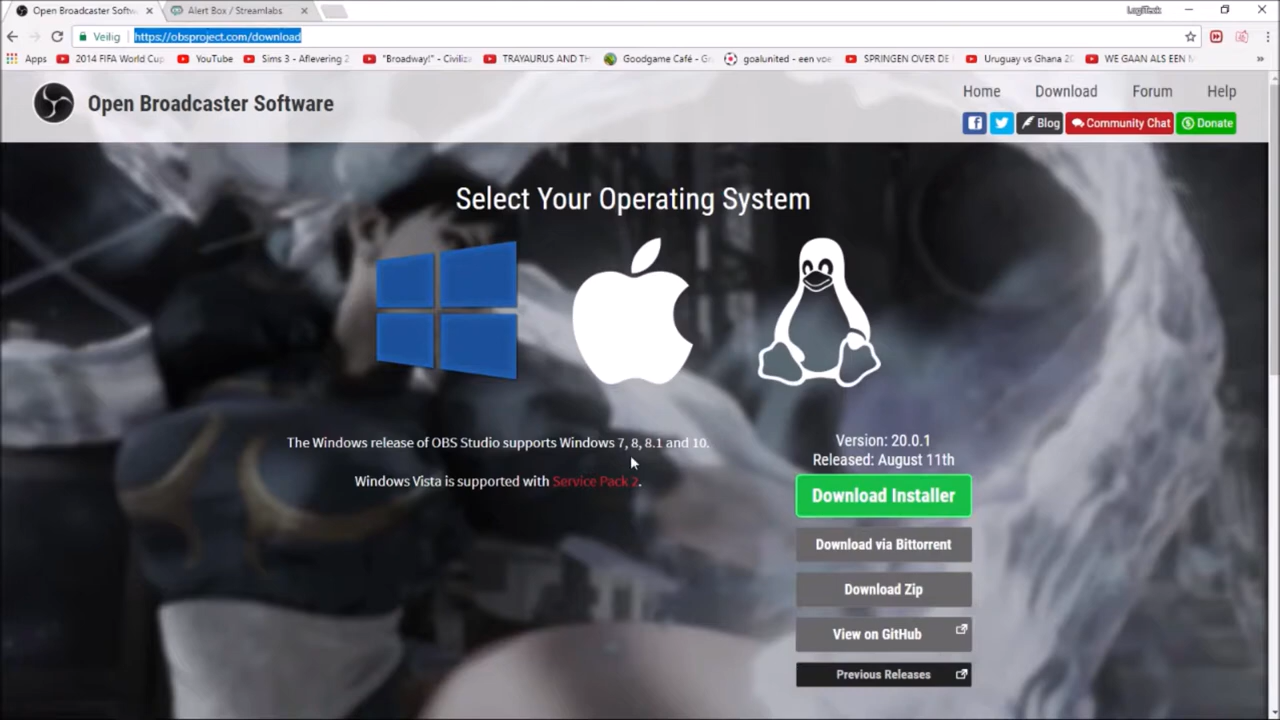 Open Broadcaster Softw
Alert Box / Streamlabs
LogiTesk
Veilig
https://obsproject.com/download
Apps
2014 FIFA World Cup
YouTube
Sims 3 - Aflevering 2
"Broadway!" - Civiliza
TRAYAURUS AND TH
Goodgame Café - Gr
goalunited - een voe
SPRINGEN OVER DE
Uruguay vs Ghana 20
WE GAAN ALS EEN
»
Open Broadcaster Software
Home
Download
Forum
Help
Blog
Community Chat
Donate
Select Your Operating System
The Windows release of OBS Studio supports Windows 7, 8, 8.1 and 10.
Windows Vista is supported with Service Pack 2.
Version: 20.0.1
Released: August 11th
Download Installer
Download via Bittorrent
Download Zip
View on GitHub
Previous Releases